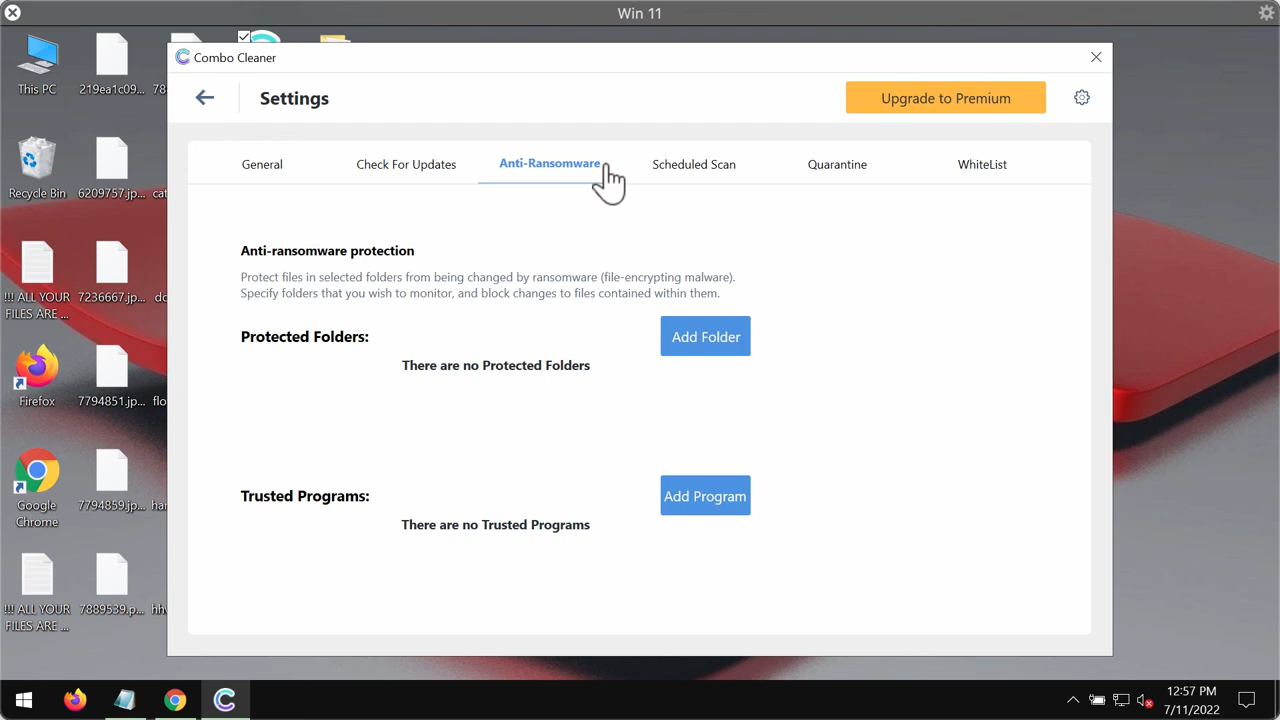 Win 11
This PC
219ea1c09...
Recycle Bin
6209757.jp...
!!! ALL YOUR
FILES ARE ...
7236667.jp...
Firefox
7794851.jp...
Google
Chrome
7794859.jp...
!!! ALL YOUR
FILES ARE ...
7889539.jp...
Combo Cleaner
Settings
Upgrade to Premium
General
Check For Updates
Anti-Ransomware
Scheduled Scan
Quarantine
WhiteList
Anti-ransomware protection
Protect files in selected folders from being changed by ransomware (file-encrypting malware).
Specify folders that you wish to monitor, and block changes to files contained within them.
Protected Folders:
Add Folder
There are no Protected Folders
Trusted Programs:
Add Program
There are no Trusted Programs
12:57 PM
7/11/2022